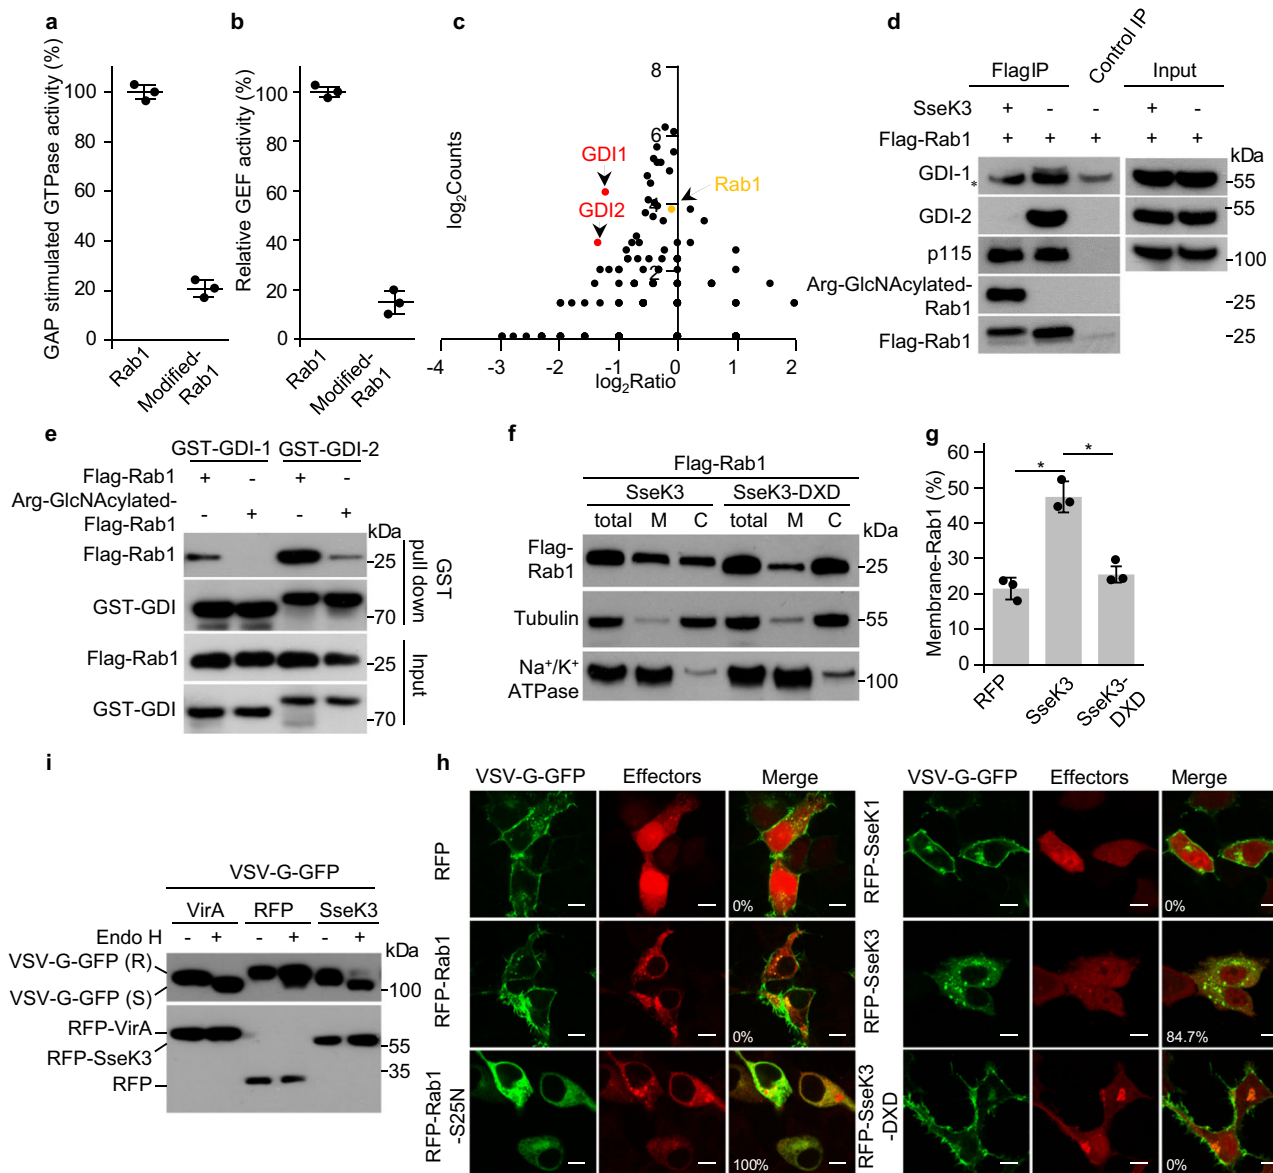 a
GAP stimulated GTPase activity (%)
100
80
60
40
20
0
Rab1
Modified-
Rab1
b
Relative GEF activity (%)
100
80
60
40
20
0
Rab1
Modified-
Rab1
c
log2Counts
8
6
4
2
GDI1
GDI2
Rab1
-4 -3 -2 -1 0 1 2
log2Ratio
d
FlagIP Control IP Input
SseK3 + - - + -
Flag-Rab1 + + + + +
kDa
GDI-1
*
-55
GDI-2
-55
p115
-100
Arg-GlcNAcylated-
Rab1
-25
Flag-Rab1
-25
e
GST-GDI-1 GST-GDI-2
Flag-Rab1 + - + -
Arg-GlcNAcylated-
Flag-Rab1 - + - +
kDa
Flag-Rab1
-25
GST-GDI
-70
GST
pull down
Flag-Rab1
-25
GST-GDI
-70
Input
f
Flag-Rab1
SseK3 SseK3-DXD
total M C total M C
kDa
Flag-
Rab1
-25
Tubulin
-55
Na⁺/K⁺
ATPase
-100
g
Membrane-Rab1 (%)
60
50
40
30
20
10
0
* *
RFP
SseK3
SseK3-
DXD
i
VSV-G-GFP
VirA RFP SseK3
Endo H - + - + - +
kDa
VSV-G-GFP (R)
VSV-G-GFP (S)
100
RFP-VirA
RFP-SseK3
RFP
55
35
h
VSV-G-GFP Effectors Merge
RFP
0%
RFP-Rab1
0%
RFP-Rab1
-S25N
100%
VSV-G-GFP Effectors Merge
RFP-SseK1
0%
RFP-SseK3
84.7%
RFP-SseK3
-DXD
0%